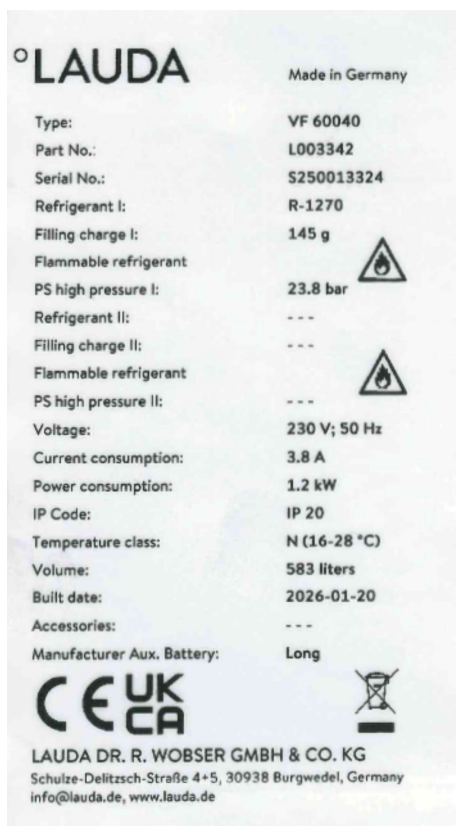 °LAUDA
Made in Germany
Type: VF 60040
Part No.: L003342
Serial No.: S250013324
Refrigerant I: R-1270
Filling charge I: 145 g
Flammable refrigerant
PS high pressure I: 23.8 bar
Refrigerant II: ---
Filling charge II: ---
Flammable refrigerant
PS high pressure II: ---
Voltage: 230 V; 50 Hz
Current consumption: 3.8 A
Power consumption: 1.2 kW
IP Code: IP 20
Temperature class: N (16-28 °C)
Volume: 583 liters
Built date: 2026-01-20
Accessories: ---
Manufacturer Aux. Battery: Long
CE UK
CA
LAUDA DR. R. WOBSER GMBH & CO. KG
Schulze-Delitzsch-Straße 4+5, 30938 Burgwedel, Germany
info@lauda.de, www.lauda.de